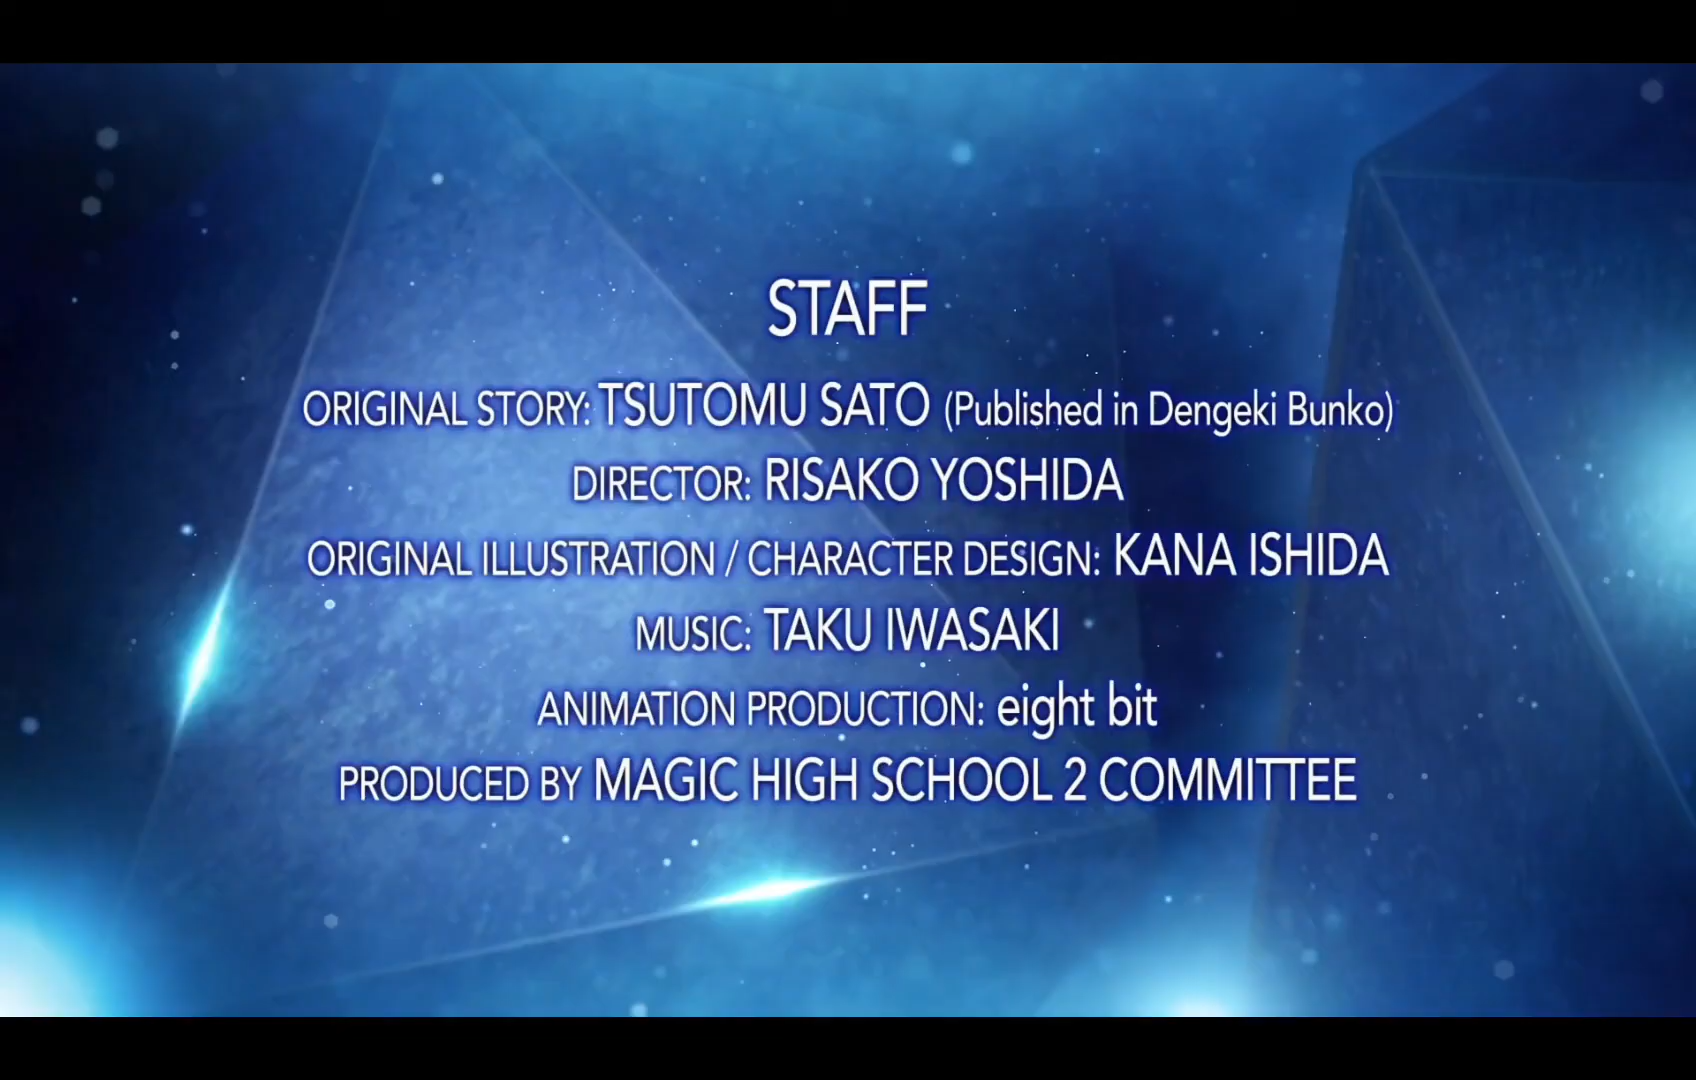 STAFF
ORIGINAL STORY: TSUTOMU SATO (Published in Dengeki Bunko)
DIRECTOR: RISAKO YOSHIDA
ORIGINAL ILLUSTRATION / CHARACTER DESIGN: KANA ISHIDA
MUSIC: TAKU IWASAKI
ANIMATION PRODUCTION: eight bit
PRODUCED BY MAGIC HIGH SCHOOL 2 COMMITTEE